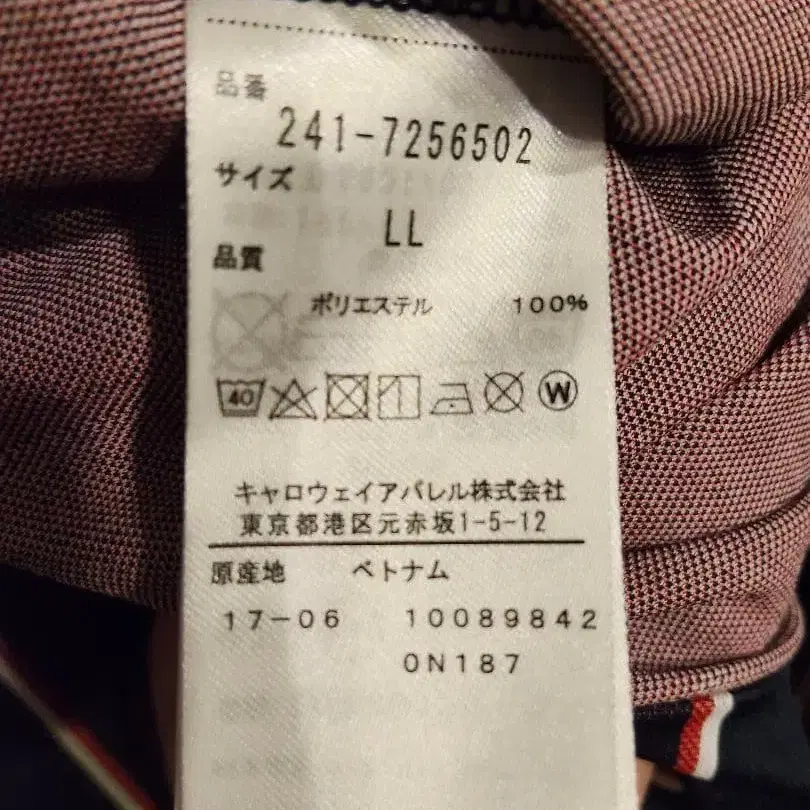 品番
241-7256502
サイズ
LL
品質
ポリエステル 100%
40 W
キャロウェイアパレル株式会社
東京都港区元赤坂1-5-12
原産地 ベトナム
17-06 10089842
0N187